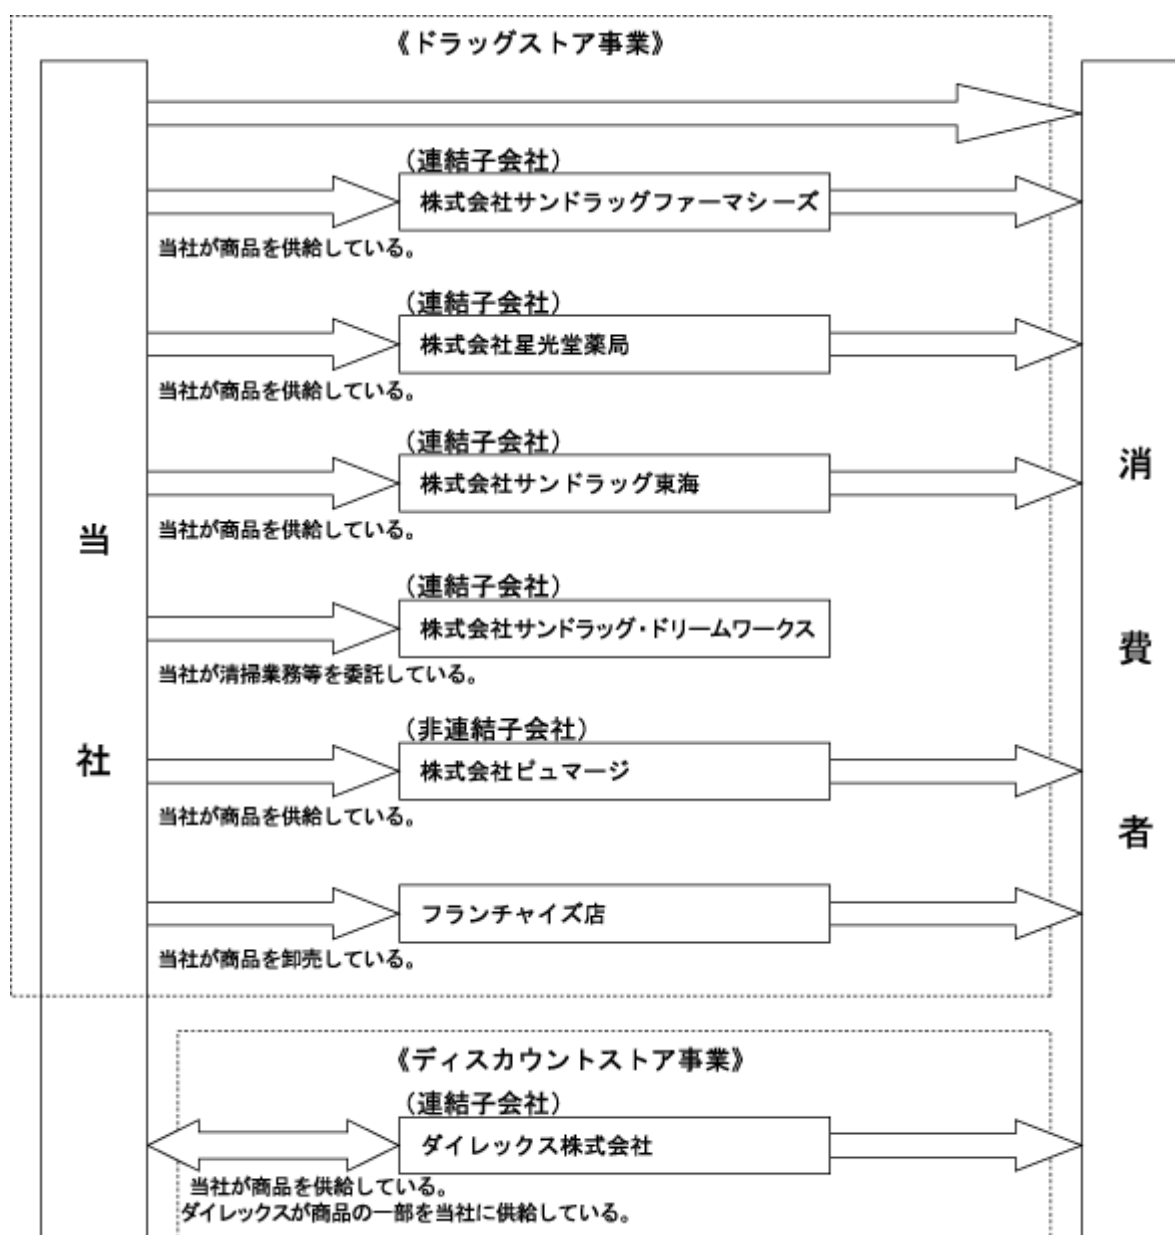 《ドラッグストア事業》
(連結子会社)
株式会社サンドラッグファーマシーズ
当社が商品を供給している。
(連結子会社)
株式会社星光堂薬局
当社が商品を供給している。
(連結子会社)
株式会社サンドラッグ東海
当社が商品を供給している。
(連結子会社)
株式会社サンドラッグ・ドリームワークス
当社が清掃業務等を委託している。
(非連結子会社)
株式会社ピュマージ
当社が商品を供給している。
フランチャイズ店
当社が商品を卸売している。
《ディスカウントストア事業》
(連結子会社)
ダイレックス株式会社
当社が商品を供給している。
ダイレックスが商品の一部を当社に供給している。
当社
消費者